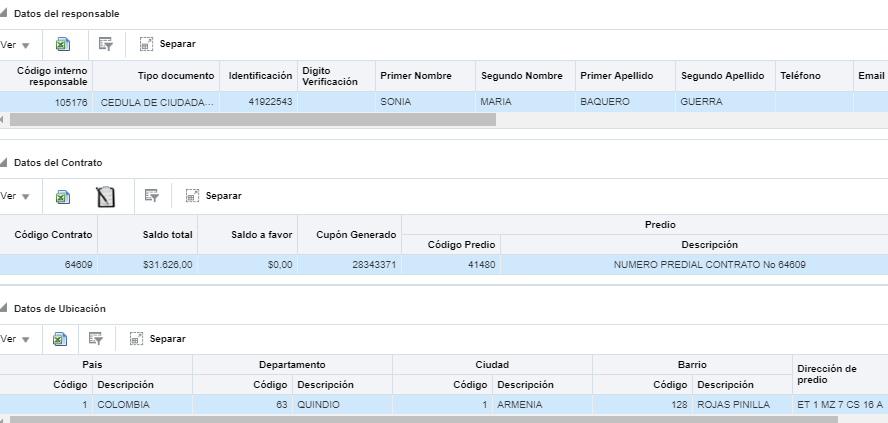 Datos del responsable
Ver Separar
Código interno responsable Tipo documento Identificación Digito Verificación Primer Nombre Segundo Nombre Primer Apellido Segundo Apellido Teléfono Email
105176 CEDULA DE CIUDADA... 41922543 SONIA MARIA BAQUERO GUERRA
Datos del Contrato
Ver Separar
Código Contrato Saldo total Saldo a favor Cupón Generado Predio
Código Predio Descripción
64609 $31.626,00 $0,00 28343371 41480 NUMERO PREDIAL CONTRATO No 64609
Datos de Ubicación
Ver Separar
Pais Departamento Ciudad Barrio Dirección de predio
Código Descripción Código Descripción Código Descripción Código Descripción
1 COLOMBIA 63 QUINDIO 1 ARMENIA 128 ROJAS PINILLA ET 1 MZ 7 CS 16 A